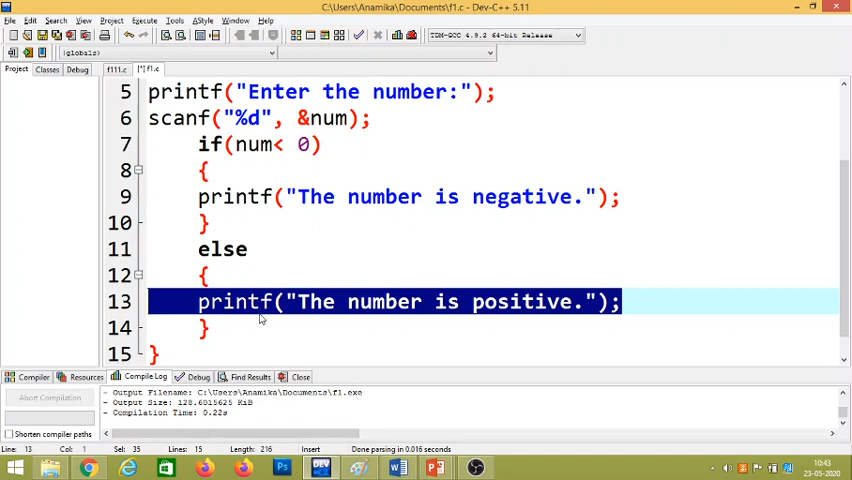 C:\Users\Anamika\Documents\f1.c - Dev-C++ 5.11
File Edit Search View Project Execute Tools AStyle Window Help
TDM-GCC 4.9.2 64-bit Release
(globals)
Project Classes Debug f111.c [*] f1.c
5 printf("Enter the number:");
6 scanf("%d", &num);
7 if(num< 0)
8 {
9 printf("The number is negative.");
10 }
11 else
12 {
13 printf("The number is positive.");
14 }
15 }
Compiler Resources Compile Log Debug Find Results Close
Abort Compilation
Shorten compiler paths
- Output Filename: C:\Users\Anamika\Documents\f1.exe
- Output Size: 128.6015625 KiB
- Compilation Time: 0.22s
Line: 13 Col: 1 Sel: 35 Lines: 15 Length: 216 Insert Done parsing in 0.016 seconds
DEV
10:43
23-05-2020